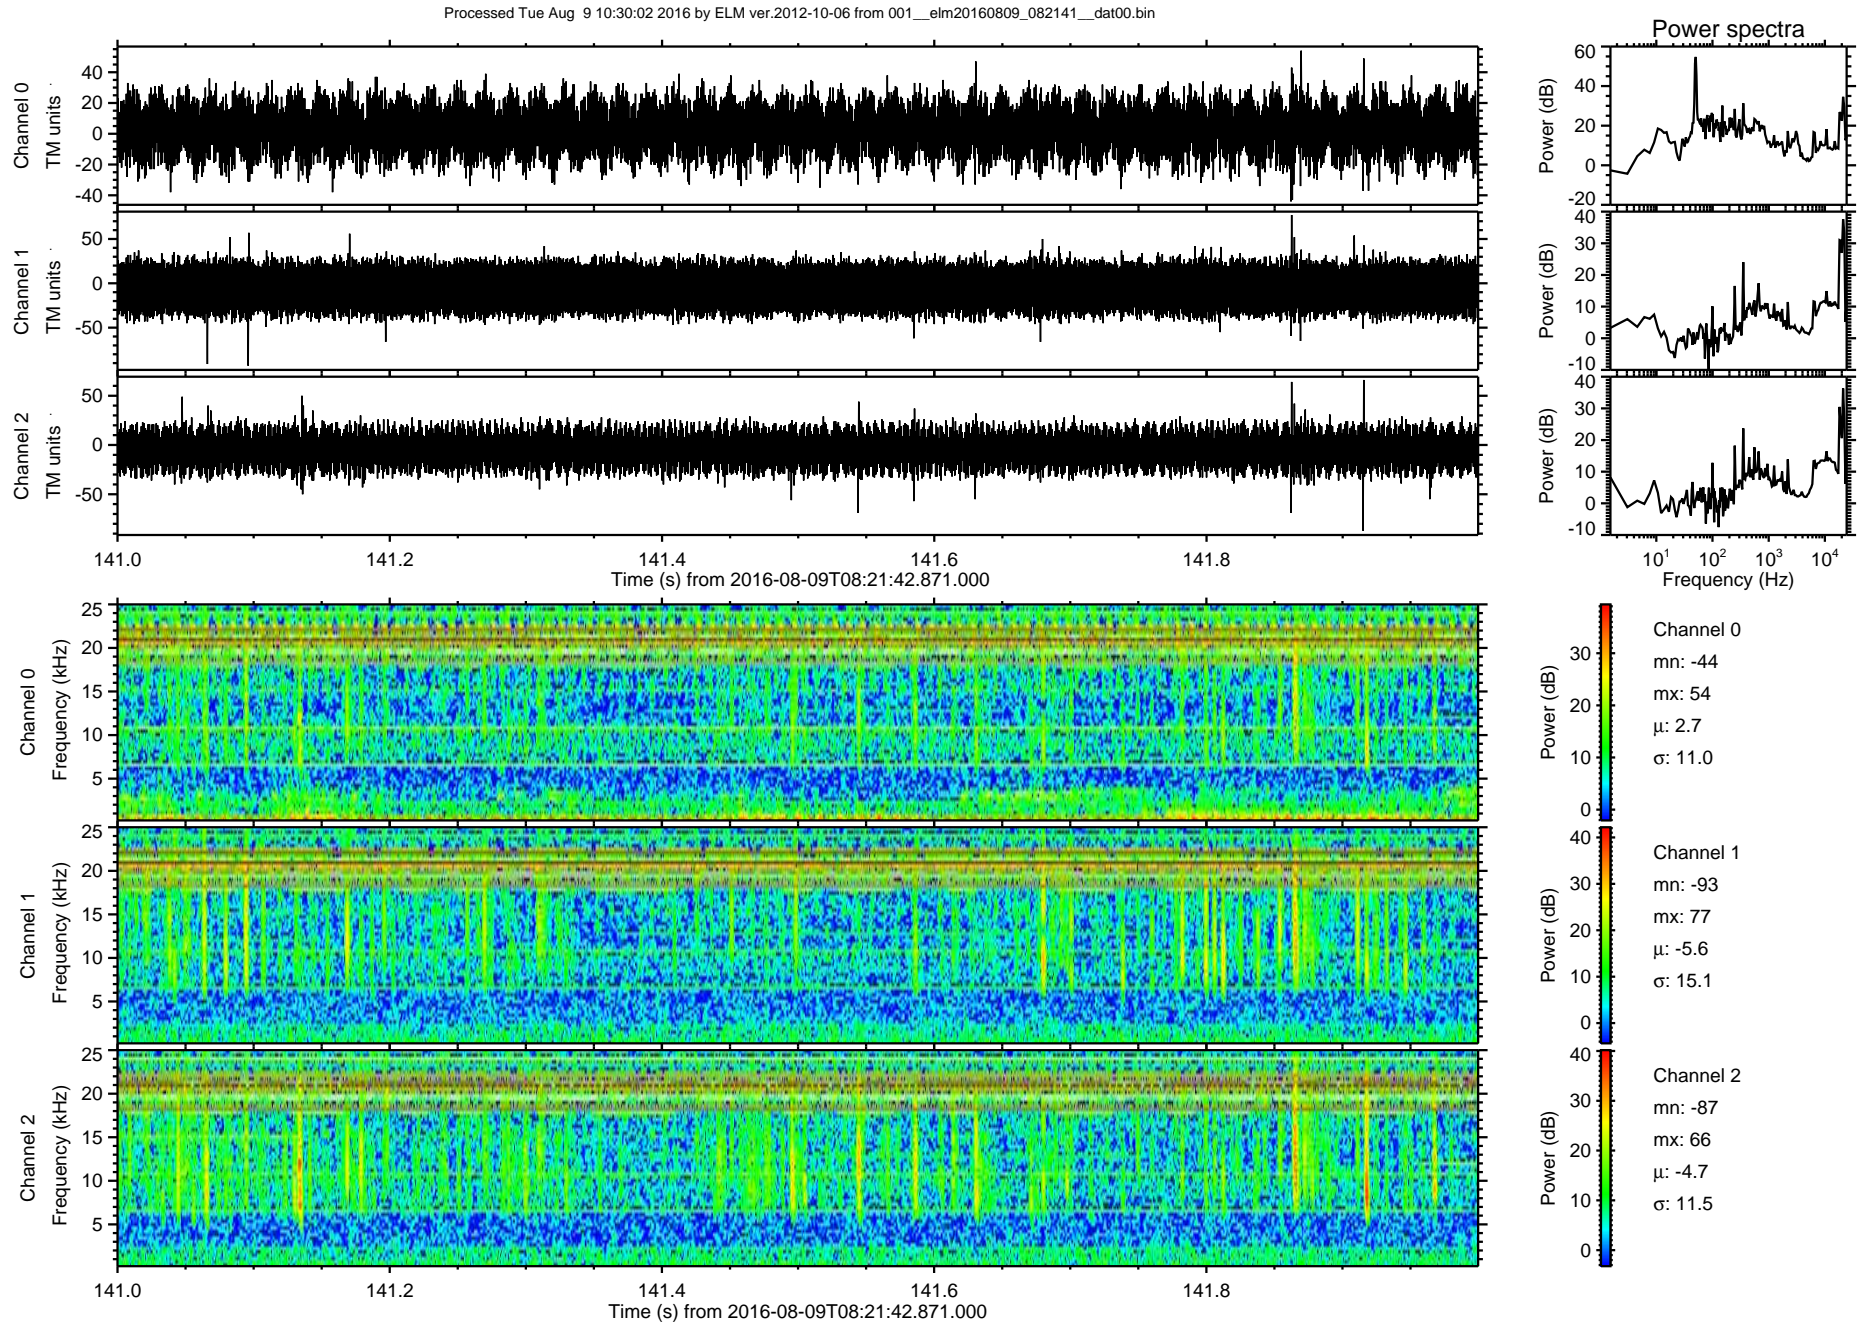 Processed Tue Aug  9 10:30:02 2016 by ELM ver.2012-10-06 from 001__elm20160809_082141__dat00.bin
Power spectra
Channel 0
TM units
40
20
0
-20
-40
Power (dB)
60
40
20
0
-20
Channel 1
TM units
50
0
-50
Power (dB)
40
30
20
10
0
-10
Channel 2
TM units
50
0
-50
Power (dB)
40
30
20
10
0
-10
141.0 141.2 141.4 141.6 141.8
Time (s) from 2016-08-09T08:21:42.871.000
10^1 10^2 10^3 10^4
Frequency (Hz)
Channel 0
Frequency (kHz)
25
20
15
10
5
Power (dB)
30
20
10
0
Channel 0
mn: -44
mx: 54
μ: 2.7
σ: 11.0
Channel 1
Frequency (kHz)
25
20
15
10
5
Power (dB)
40
30
20
10
0
Channel 1
mn: -93
mx: 77
μ: -5.6
σ: 15.1
Channel 2
Frequency (kHz)
25
20
15
10
5
Power (dB)
40
30
20
10
0
Channel 2
mn: -87
mx: 66
μ: -4.7
σ: 11.5
141.0 141.2 141.4 141.6 141.8
Time (s) from 2016-08-09T08:21:42.871.000